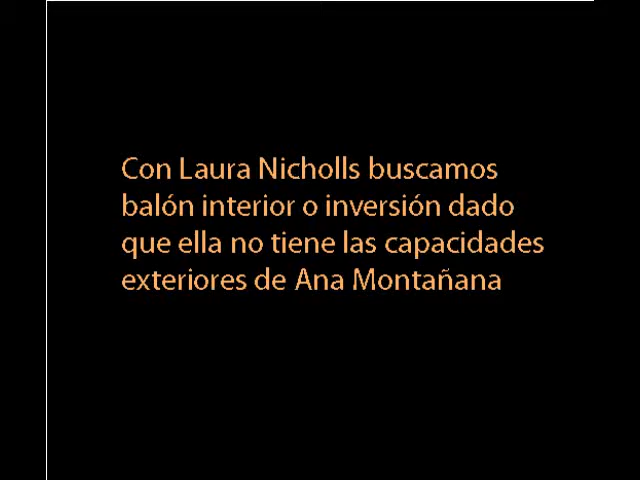 Con Laura Nicholls buscamos
balón interior o inversión dado
que ella no tiene las capacidades
exteriores de Ana Montañana